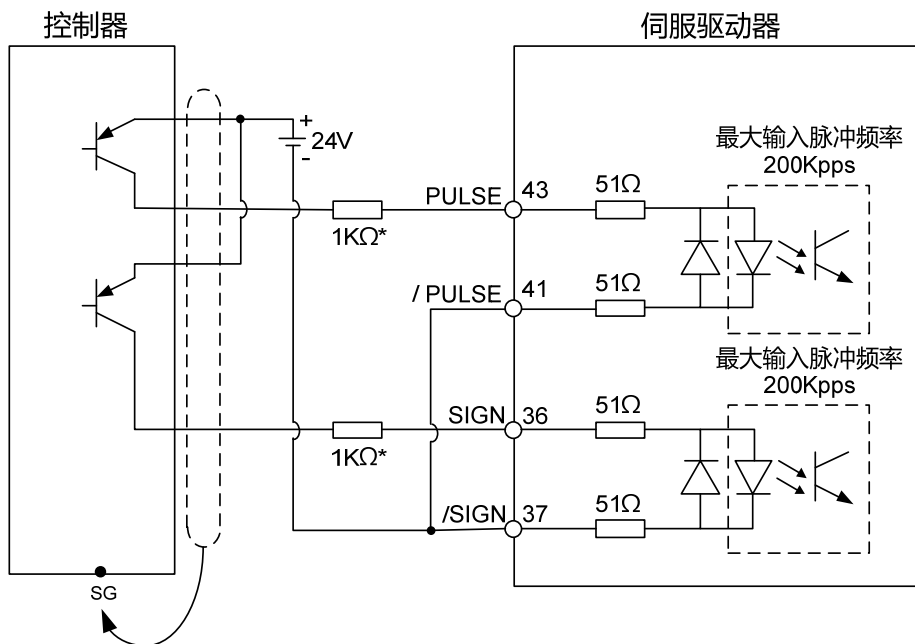 控制器
伺服驱动器
+
24V
-
最大输入脉冲频率
200Kpps
PULSE
43
51Ω
1KΩ*
/ PULSE
41
51Ω
最大输入脉冲频率
200Kpps
SIGN
36
51Ω
1KΩ*
/SIGN
37
51Ω
SG